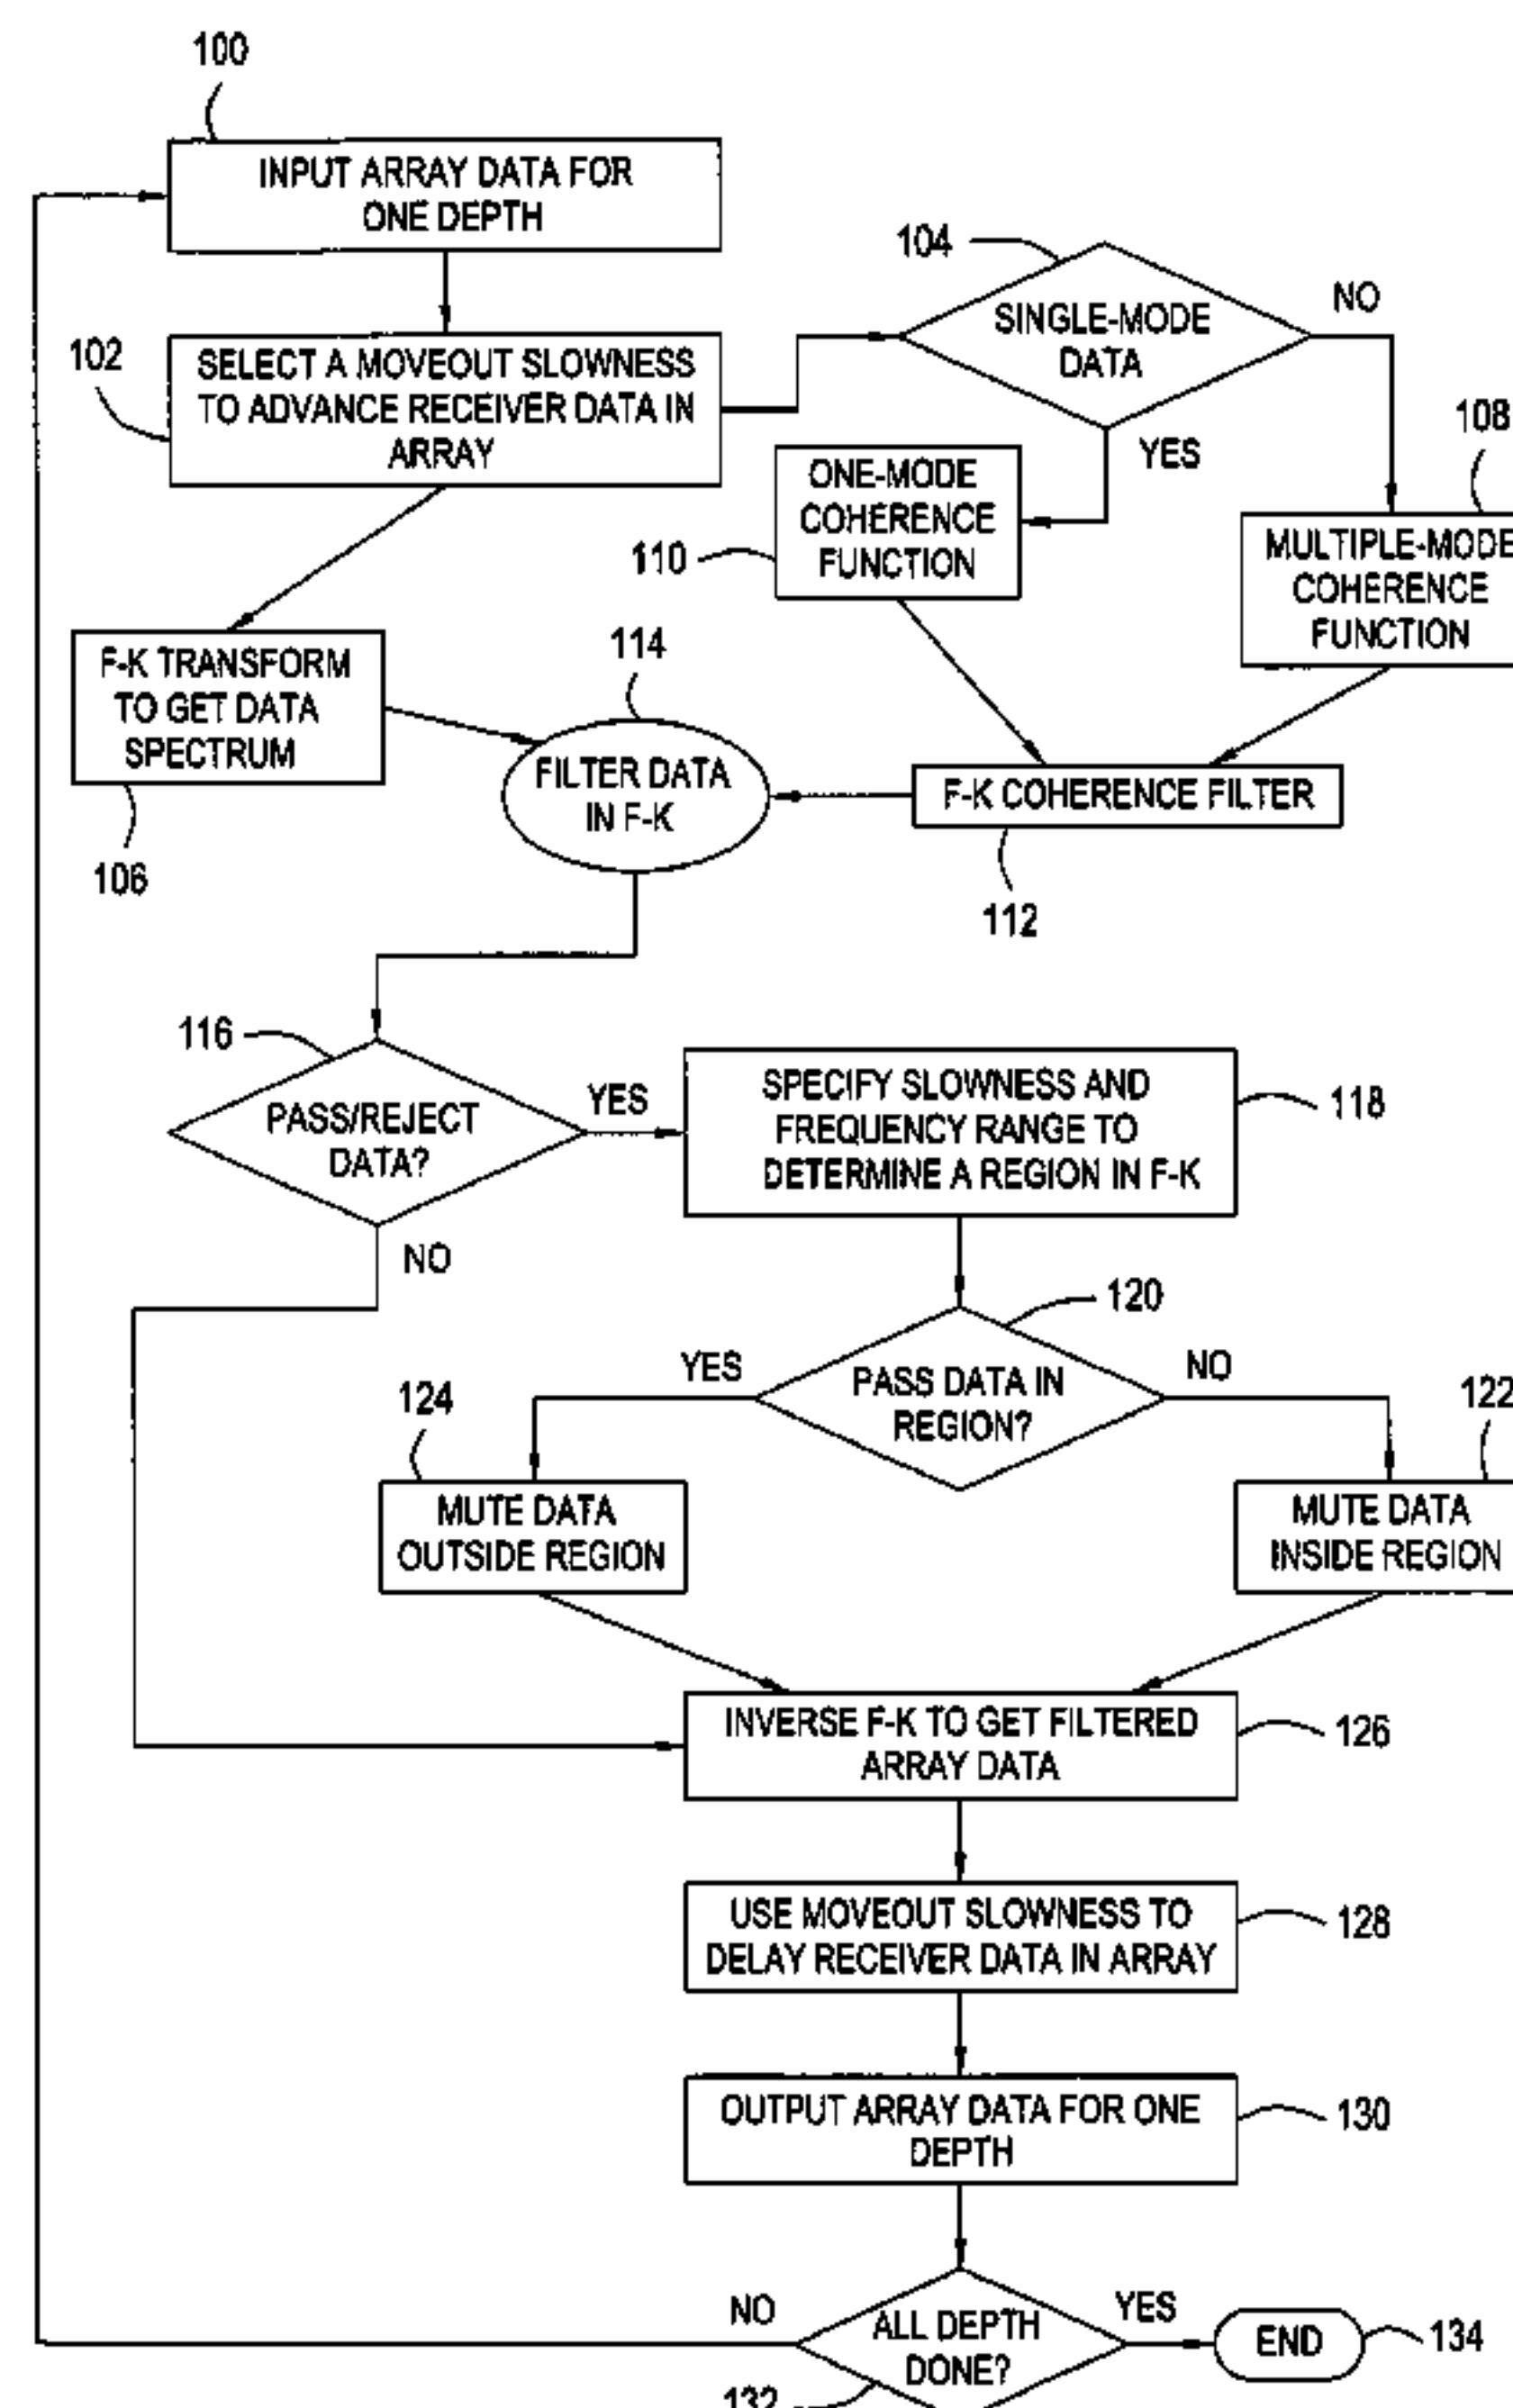 100
INPUT ARRAY DATA FOR
ONE DEPTH
102
SELECT A MOVEOUT SLOWNESS
TO ADVANCE RECEIVER DATA IN
ARRAY
104
SINGLE-MODE
DATA
NO
YES
108
110
ONE-MODE
COHERENCE
FUNCTION
MULTIPLE-MODE
COHERENCE
FUNCTION
F-K TRANSFORM
TO GET DATA
SPECTRUM
106
114
FILTER DATA
IN F-K
F-K COHERENCE FILTER
112
116
PASS/REJECT
DATA?
YES
NO
SPECIFY SLOWNESS AND
FREQUENCY RANGE TO
DETERMINE A REGION IN F-K
118
120
PASS DATA IN
REGION?
YES
NO
124
MUTE DATA
OUTSIDE REGION
122
MUTE DATA
INSIDE REGION
INVERSE F-K TO GET FILTERED
ARRAY DATA
126
USE MOVEOUT SLOWNESS TO
DELAY RECEIVER DATA IN ARRAY
128
OUTPUT ARRAY DATA FOR ONE
DEPTH
130
NO
ALL DEPTH
DONE?
YES
END
134
132